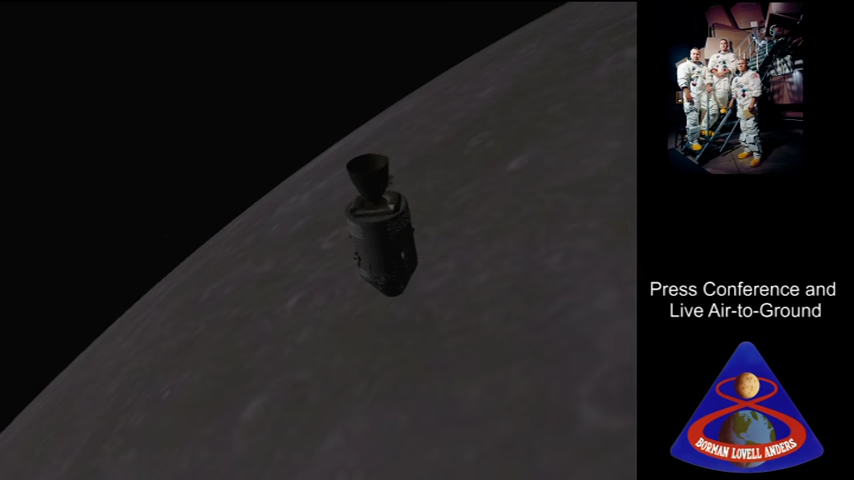 Press Conference and
Live Air-to-Ground
BORMAN LOVELL ANDERS